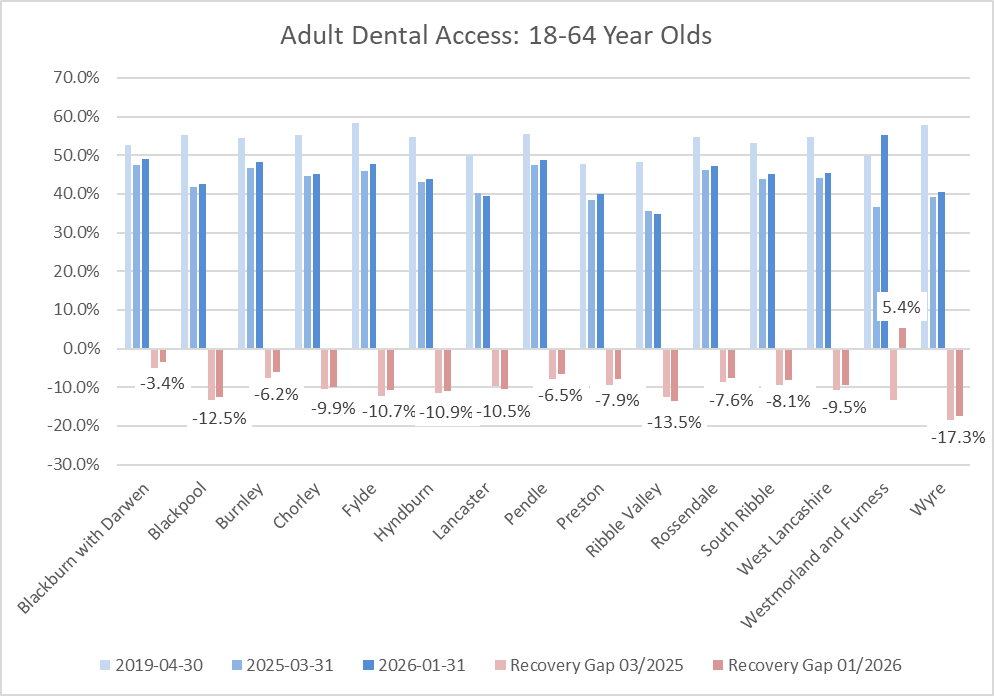 Adult Dental Access: 18-64 Year Olds
70.0%
60.0%
50.0%
40.0%
30.0%
20.0%
10.0%
0.0%
-10.0%
-20.0%
-30.0%
-3.4%
-12.5%
-6.2%
-9.9%
-10.7%
-10.9%
-10.5%
-6.5%
-7.9%
-13.5%
-7.6%
-8.1%
-9.5%
5.4%
-17.3%
Blackburn with Darwen
Blackpool
Burnley
Chorley
Fylde
Hyndburn
Lancaster
Pendle
Preston
Ribble Valley
Rossendale
South Ribble
West Lancashire
Westmorland and Furness
Wyre
2019-04-30
2025-03-31
2026-01-31
Recovery Gap 03/2025
Recovery Gap 01/2026